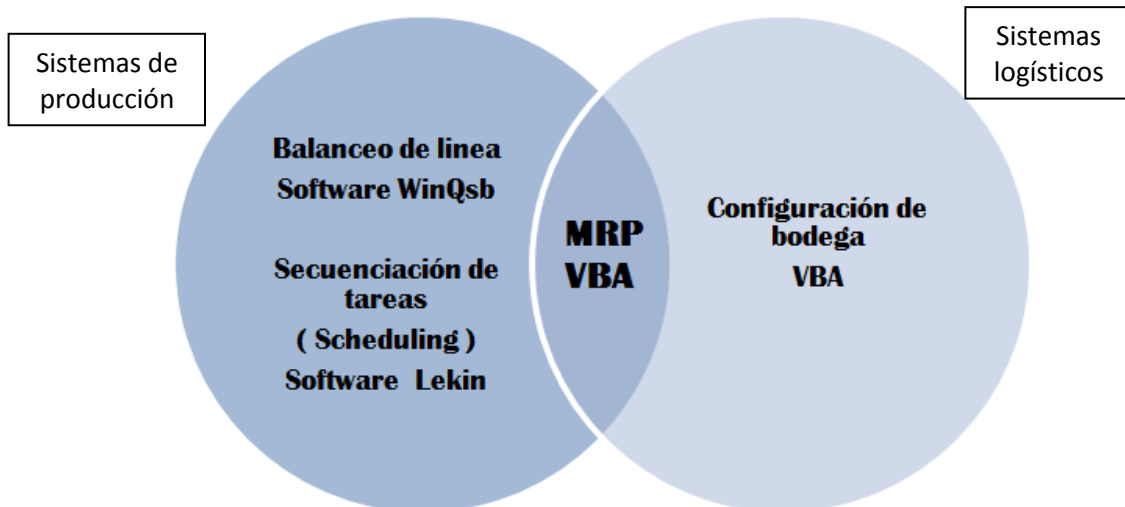 Sistemas de
producción
Sistemas
logísticos
Balanceo de linea
Software WinQsb
Secuenciación de
tareas
( Scheduling )
Software Lekin
MRP
VBA
Configuración de
bodega
VBA